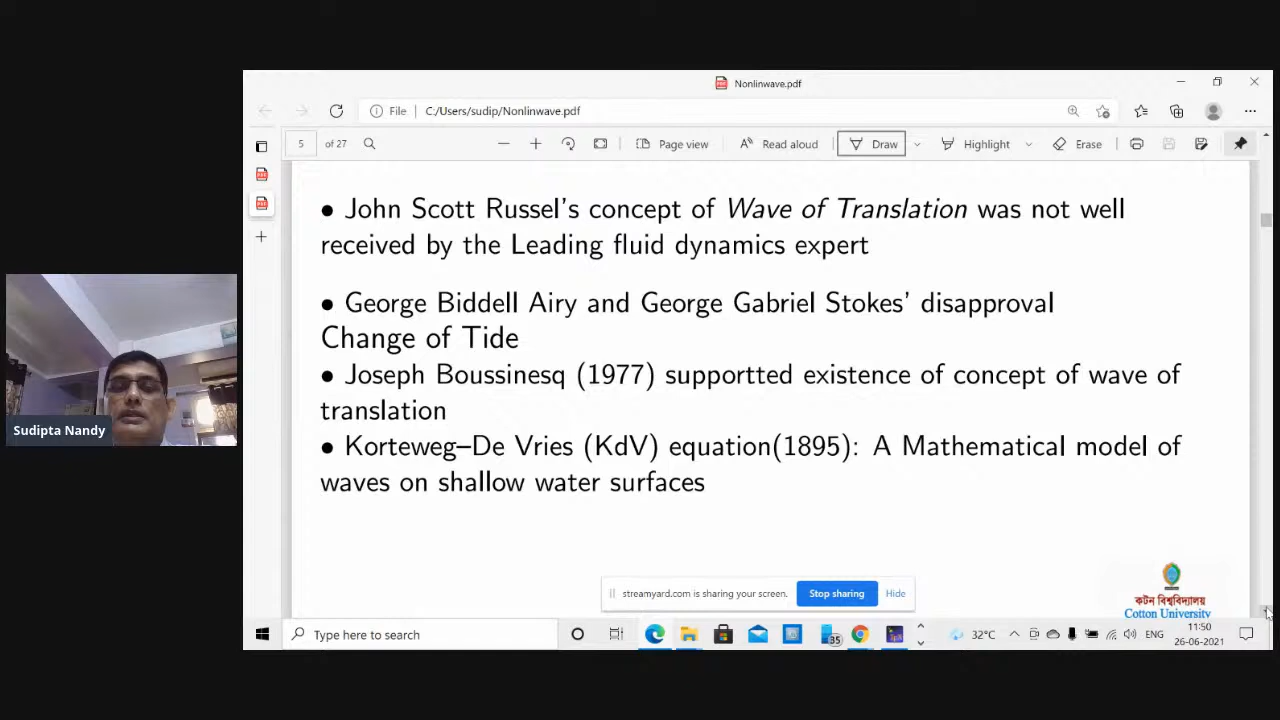 Nonlinwave.pdf
File C:/Users/sudip/Nonlinwave.pdf
5 of 27 Page view Read aloud Draw Highlight Erase
• John Scott Russel's concept of Wave of Translation was not well
received by the Leading fluid dynamics expert
• George Biddell Airy and George Gabriel Stokes' disapproval
Change of Tide
• Joseph Boussinesq (1977) supportted existence of concept of wave of
translation
• Korteweg–De Vries (KdV) equation(1895): A Mathematical model of
waves on shallow water surfaces
Sudipta Nandy
streamyard.com is sharing your screen. Stop sharing Hide
কটন বিশ্ববিদ্যালয়
Cotton University
Type here to search
35
32°C
ENG
11:50
26-06-2021